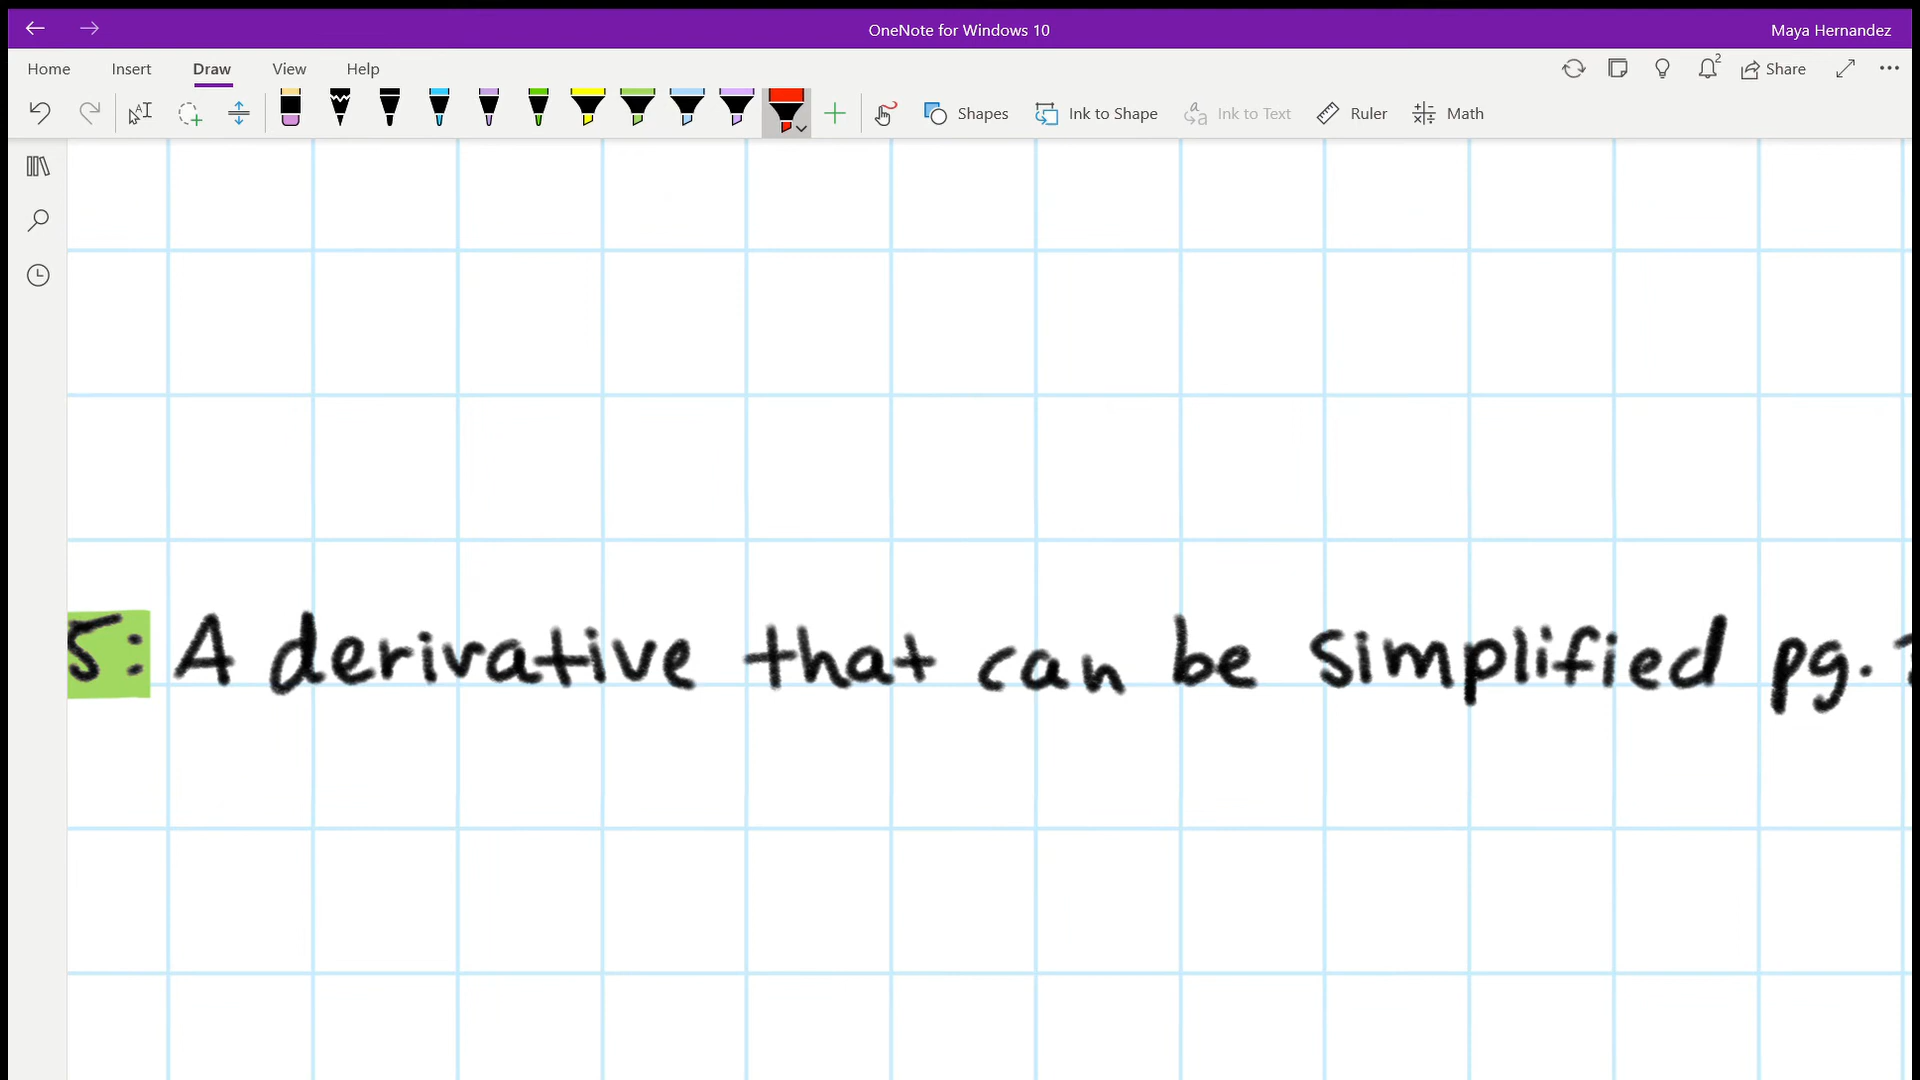 OneNote for Windows 10
Maya Hernandez
Home Insert Draw View Help
2
Share
Shapes Ink to Shape Ink to Text Ruler Math
5: A derivative that can be simplified pg.